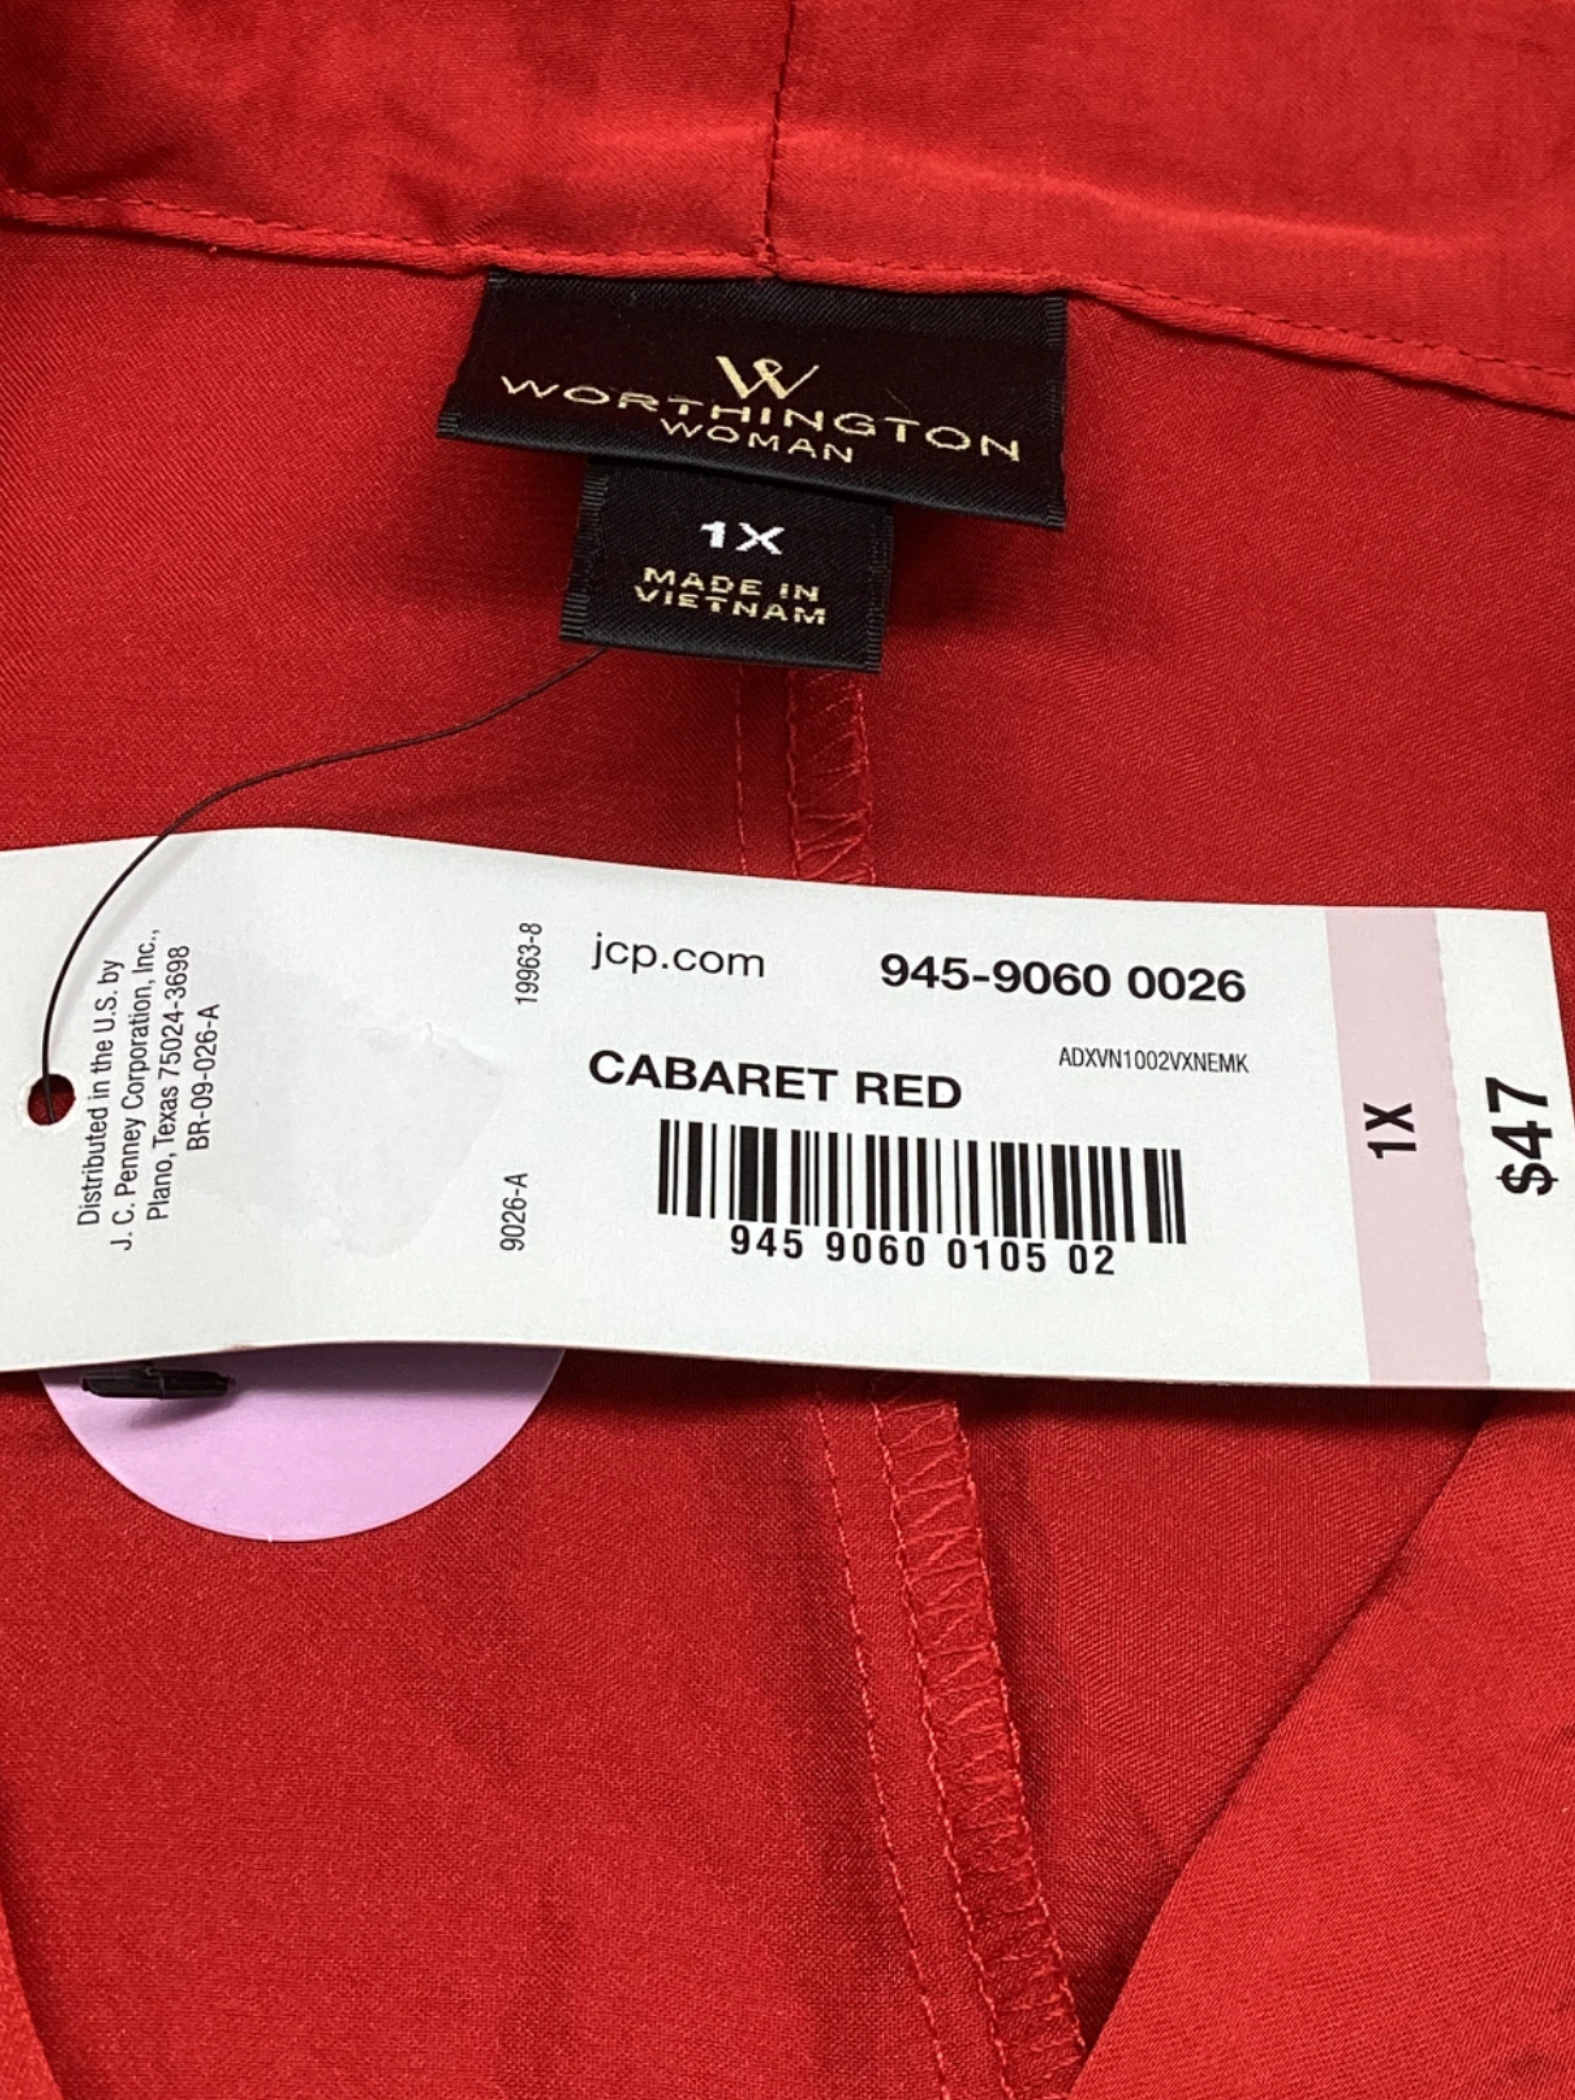 W
WORTHINGTON
WOMAN
1X
MADE IN
VIETNAM
Distributed in the U.S. by
J. C. Penney Corporation, Inc.,
Plano, Texas 75024-3698
BR-09-026-A
19963-8
9026-A
jcp.com
945-9060 0026
CABARET RED
ADXVN1002VXNEMK
945 9060 0105 02
1X
$47